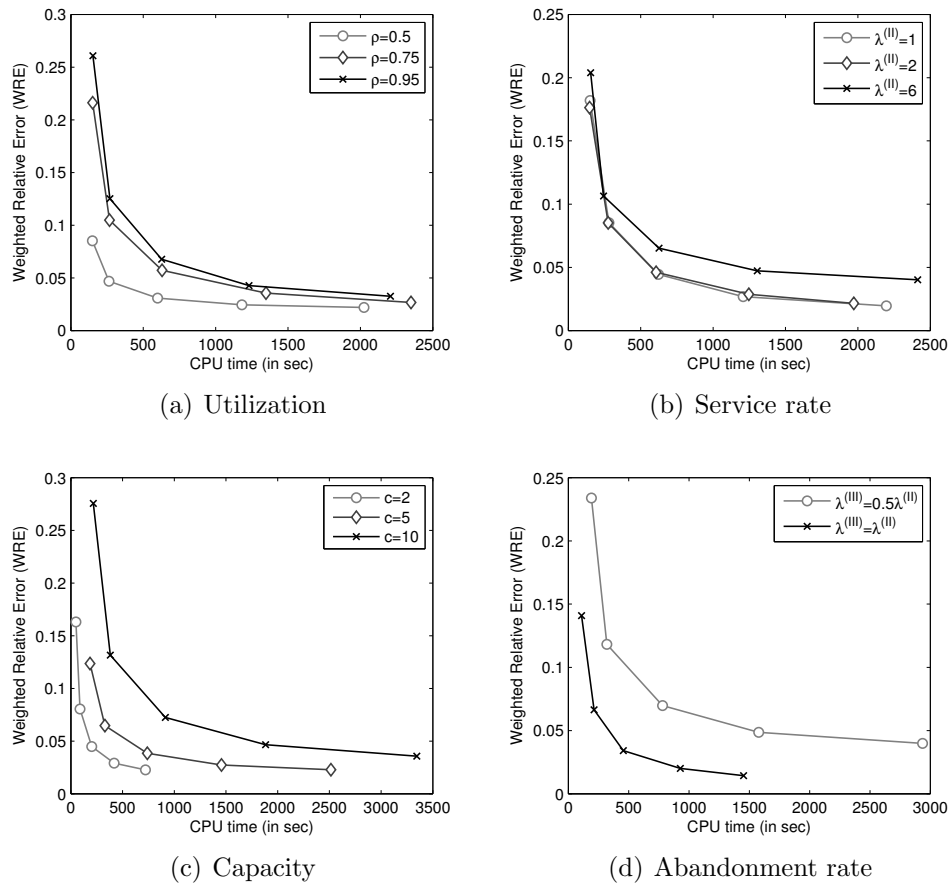 0.3
0.25
0.2
0.15
0.1
0.05
0
0 500 1000 1500 2000 2500
Weighted Relative Error (WRE)
CPU time (in sec)
ρ=0.5
ρ=0.75
ρ=0.95
(a) Utilization
0.25
0.2
0.15
0.1
0.05
0
0 500 1000 1500 2000 2500
Weighted Relative Error (WRE)
CPU time (in sec)
λ^(II)=1
λ^(II)=2
λ^(II)=6
(b) Service rate
0.3
0.25
0.2
0.15
0.1
0.05
0
0 500 1000 1500 2000 2500 3000 3500
Weighted Relative Error (WRE)
CPU time (in sec)
c=2
c=5
c=10
(c) Capacity
0.25
0.2
0.15
0.1
0.05
0
0 500 1000 1500 2000 2500 3000
Weighted Relative Error (WRE)
CPU time (in sec)
λ^(III)=0.5λ^(II)
λ^(III)=λ^(II)
(d) Abandonment rate